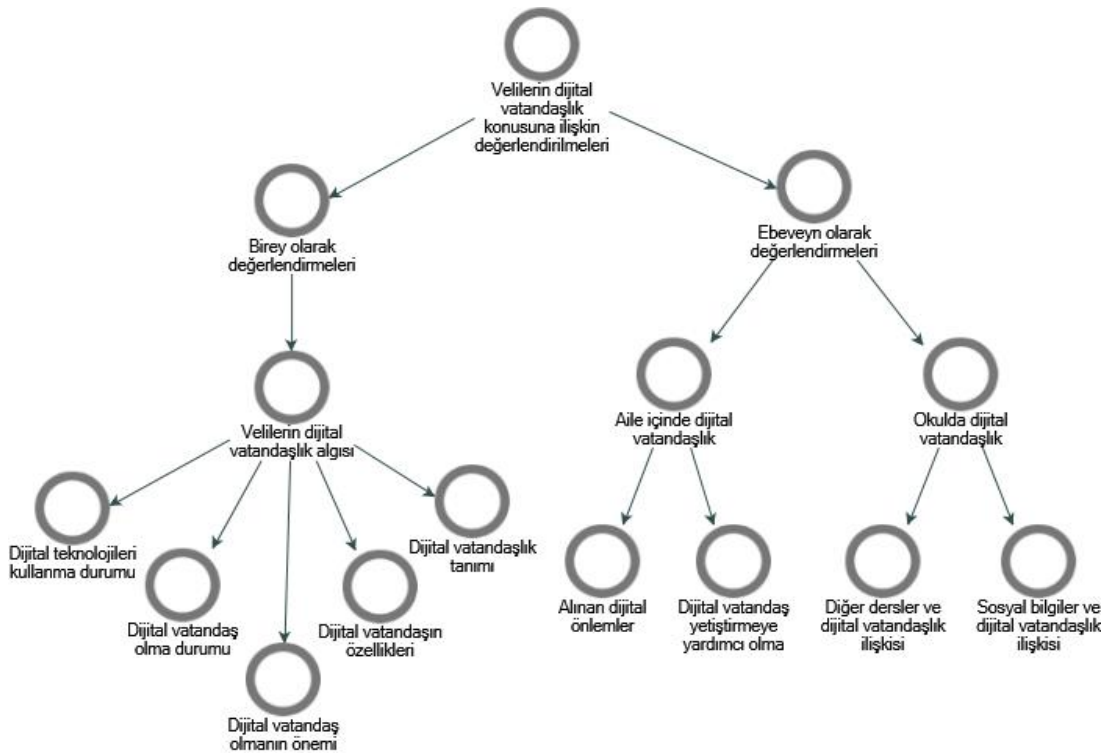 Velilerin dijital
vatandaşlık
konusuna ilişkin
değerlendirilmeleri
Birey olarak
değerlendirmeleri
Ebeveyn olarak
değerlendirmeleri
Velilerin dijital
vatandaşlık algısı
Aile içinde dijital
vatandaşlık
Okulda dijital
vatandaşlık
Dijital teknolojileri
kullanma durumu
Dijital vatandaş
olma durumu
Dijital vatandaş
olmanın önemi
Dijital vatandaşın
özellikleri
Dijital vatandaşlık
tanımı
Alınan dijital
önlemler
Dijital vatandaş
yetiştirmeye
yardımcı olma
Diğer dersler ve
dijital vatandaşlık
ilişkisi
Sosyal bilgiler ve
dijital vatandaşlık
ilişkisi